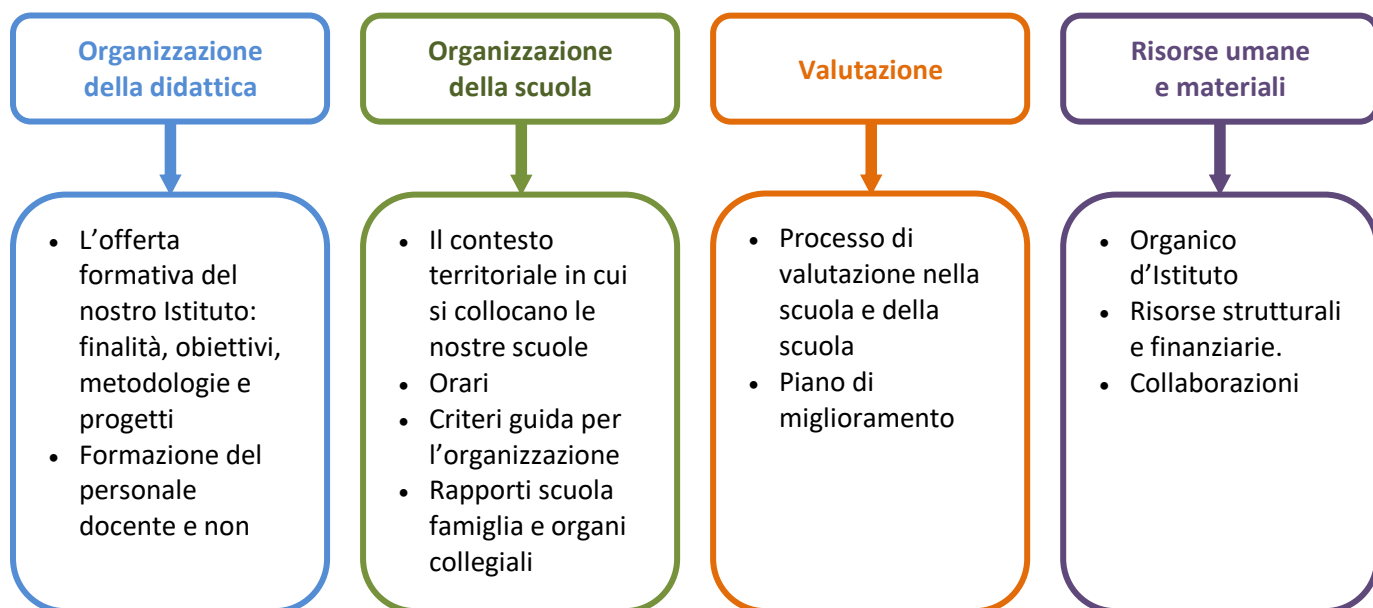 Organizzazione
della didattica
Organizzazione
della scuola
Valutazione
Risorse umane
e materiali
• L’offerta
formativa del
nostro Istituto:
finalità, obiettivi,
metodologie e
progetti
• Formazione del
personale
docente e non
• Il contesto
territoriale in cui
si collocano le
nostre scuole
• Orari
• Criteri guida per
l’organizzazione
• Rapporti scuola
famiglia e organi
collegiali
• Processo di
valutazione nella
scuola e della
scuola
• Piano di
miglioramento
• Organico
d’Istituto
• Risorse strutturali
e finanziarie.
• Collaborazioni